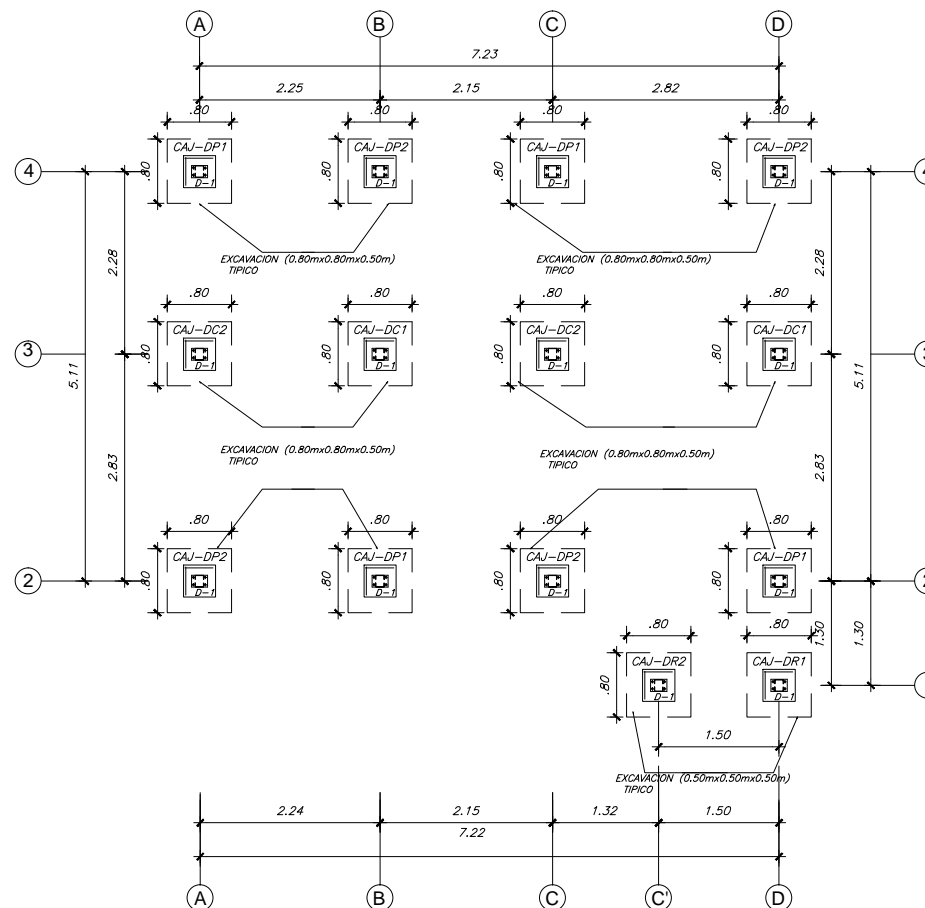 A B C D
7.23
2.25 2.15 2.82
.80 .80 .80 .80
4 .80 CAJ-DP1 D-1 .80 CAJ-DP2 D-1 .80 CAJ-DP1 D-1 .80 CAJ-DP2 D-1 4
EXCAVACION (0.80mx0.80mx0.50m) EXCAVACION (0.80mx0.80mx0.50m)
TIPICO TIPICO
2.28 2.28
.80 .80 .80 .80
3 5.11 .80 CAJ-DC2 D-1 .80 CAJ-DC1 D-1 .80 CAJ-DC2 D-1 .80 CAJ-DC1 D-1 5.11 3
EXCAVACION (0.80mx0.80mx0.50m) EXCAVACION (0.80mx0.80mx0.50m)
TIPICO TIPICO
2.83 2.83
.80 .80 .80 .80
2 .80 CAJ-DP2 D-1 .80 CAJ-DP1 D-1 .80 CAJ-DP2 D-1 .80 CAJ-DP1 D-1 2
.80 .80 1.30 1.30
.80 CAJ-DR2 D-1 CAJ-DR1 D-1
1.50
EXCAVACION (0.50mx0.50mx0.50m)
TIPICO
2.24 2.15 1.32 1.50
7.22
A B C C' D